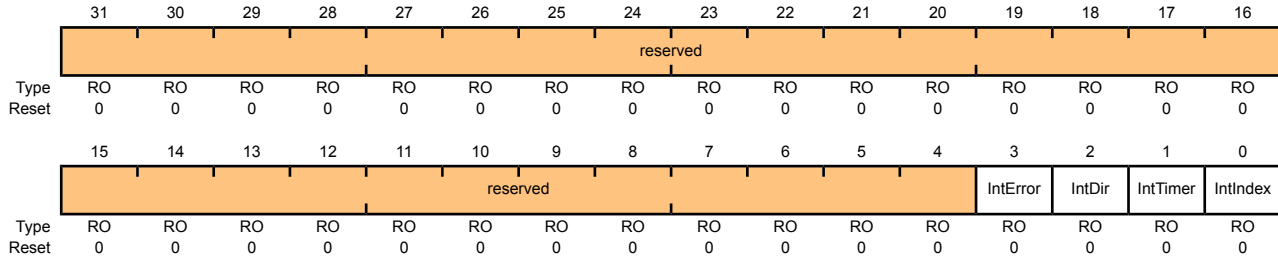 31 30 29 28 27 26 25 24 23 22 21 20 19 18 17 16
reserved
Type RO RO RO RO RO RO RO RO RO RO RO RO RO RO RO RO
Reset 0 0 0 0 0 0 0 0 0 0 0 0 0 0 0 0
15 14 13 12 11 10 9 8 7 6 5 4 3 2 1 0
reserved IntError IntDir IntTimer IntIndex
Type RO RO RO RO RO RO RO RO RO RO RO RO RO RO RO RO
Reset 0 0 0 0 0 0 0 0 0 0 0 0 0 0 0 0